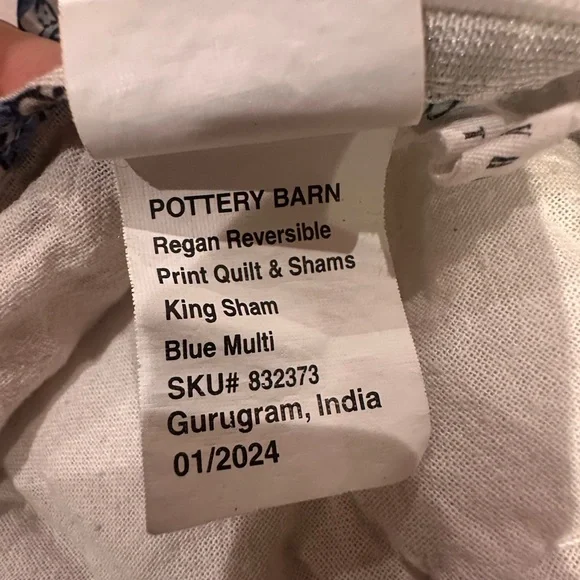 POTTERY BARN
Regan Reversible
Print Quilt & Shams
King Sham
Blue Multi
SKU# 832373
Gurugram, India
01/2024